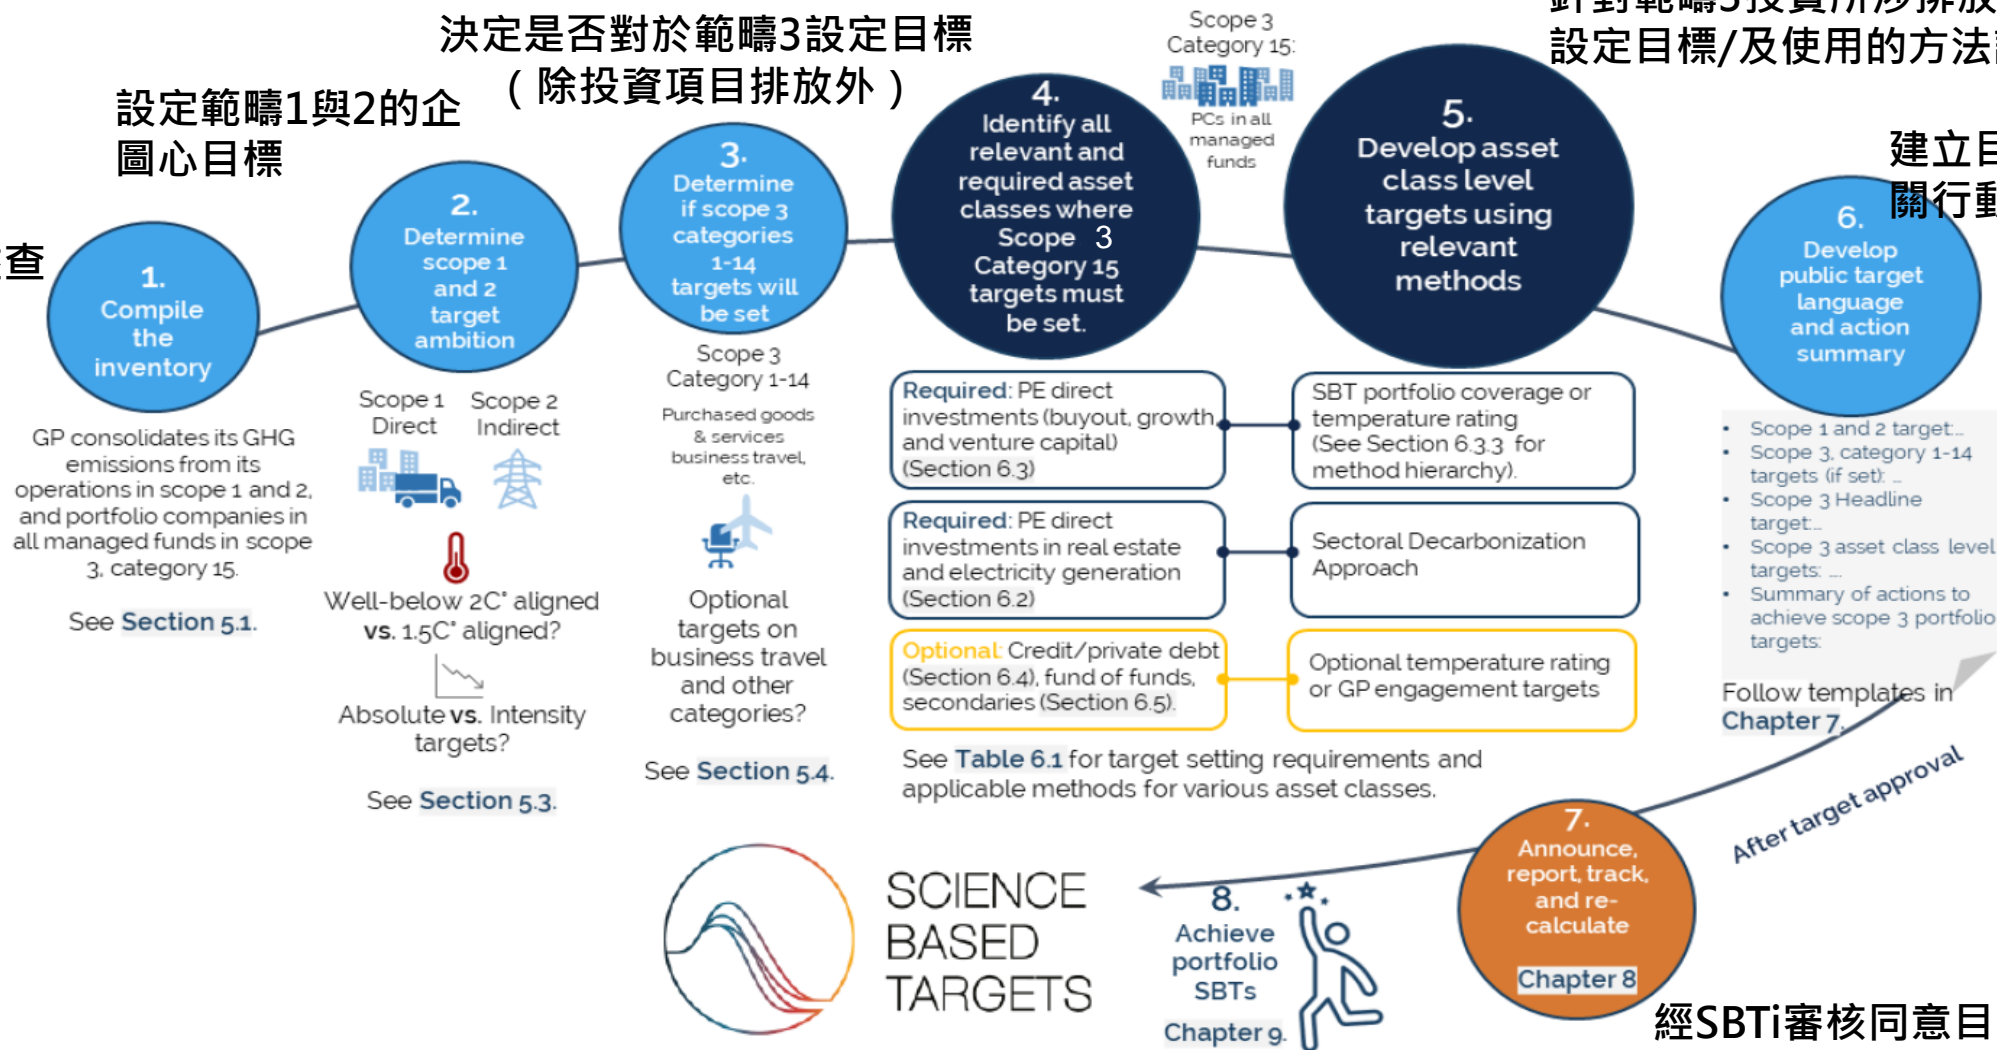 決定是否對於範疇3設定目標
（除投資項目排放外）
設定範疇1與2的企
圖心目標
查
設定目標/及使用的方法
Scope 3
Category 15:
PCs in all
managed
funds
1.
Compile
the
inventory
GP consolidates its GHG
emissions from its
operations in scope 1 and 2,
and portfolio companies in
all managed funds in scope
3, category 15.
See Section 5.1.
2.
Determine
scope 1
and 2
target
ambition
Scope 1
Direct
Scope 2
Indirect
Well-below 2C° aligned
vs. 1.5C° aligned?
Absolute vs. Intensity
targets?
See Section 5.3.
3.
Determine
if scope 3
categories
1-14
targets will
be set
Scope 3
Category 1-14
Purchased goods
& services
business travel,
etc.
Optional
targets on
business travel
and other
categories?
See Section 5.4.
4.
Identify all
relevant and
required asset
classes where
Scope 3
Category 15
targets must
be set.
Required: PE direct
investments (buyout, growth,
and venture capital)
(Section 6.3)
Required: PE direct
investments in real estate
and electricity generation
(Section 6.2)
Optional: Credit/private debt
(Section 6.4), fund of funds,
secondaries (Section 6.5).
See Table 6.1 for target setting requirements and
applicable methods for various asset classes.
5.
Develop asset
class level
targets using
relevant
methods
SBT portfolio coverage or
temperature rating
(See Section 6.3.3 for
method hierarchy).
Sectoral Decarbonization
Approach
Optional temperature rating
or GP engagement targets
建立目
關行動
6.
Develop
public target
language
and action
summary
• Scope 1 and 2 target:...
• Scope 3, category 1-14
targets (if set): ...
• Scope 3 Headline
target:...
• Scope 3 asset class level
targets: ....
• Summary of actions to
achieve scope 3 portfolio
targets:
Follow templates in
Chapter 7.
After target approval
7.
Announce,
report, track,
and re-
calculate
Chapter 8
經SBTi審核同意目
8.
Achieve
portfolio
SBTs
Chapter 9.
SCIENCE
BASED
TARGETS